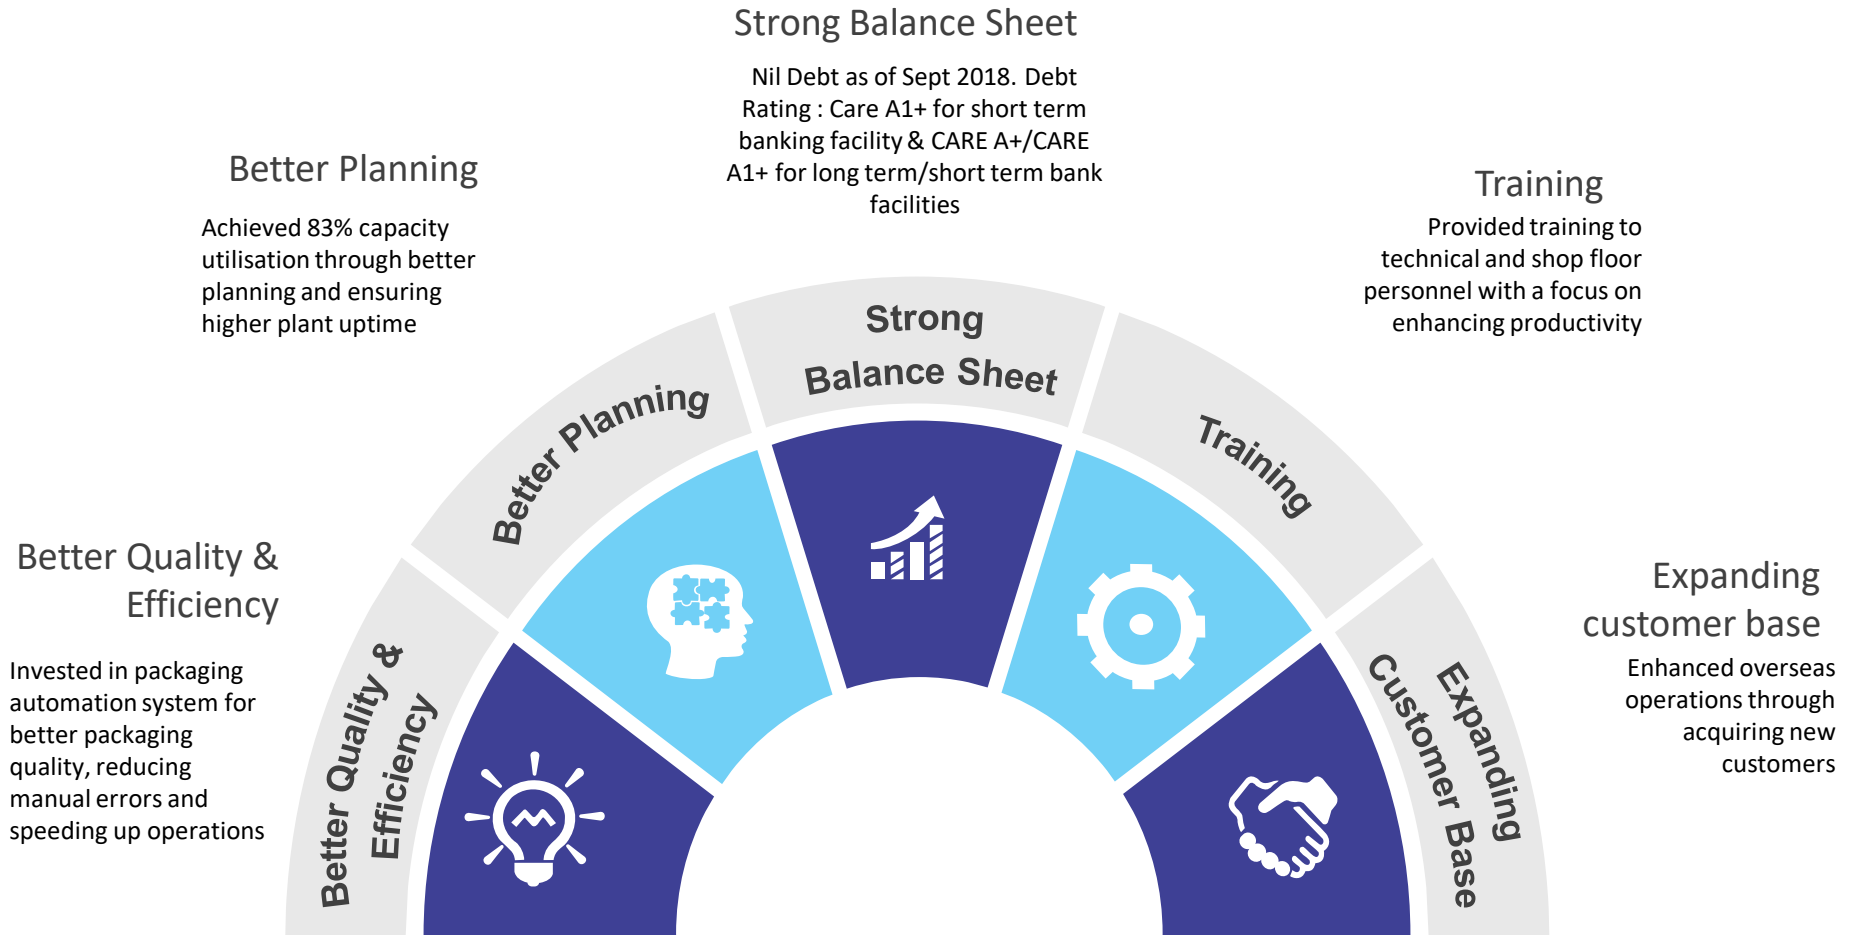 Strong Balance Sheet
Nil Debt as of Sept 2018. Debt
Rating : Care A1+ for short term
banking facility & CARE A+/CARE
A1+ for long term/short term bank
facilities
Better Planning
Achieved 83% capacity
utilisation through better
planning and ensuring
higher plant uptime
Training
Provided training to
technical and shop floor
personnel with a focus on
enhancing productivity
Better Quality &
Efficiency
Invested in packaging
automation system for
better packaging
quality, reducing
manual errors and
speeding up operations
Expanding
customer base
Enhanced overseas
operations through
acquiring new
customers
Better Quality &
Efficiency
Better Planning
Strong
Balance Sheet
Training
Expanding
Customer Base